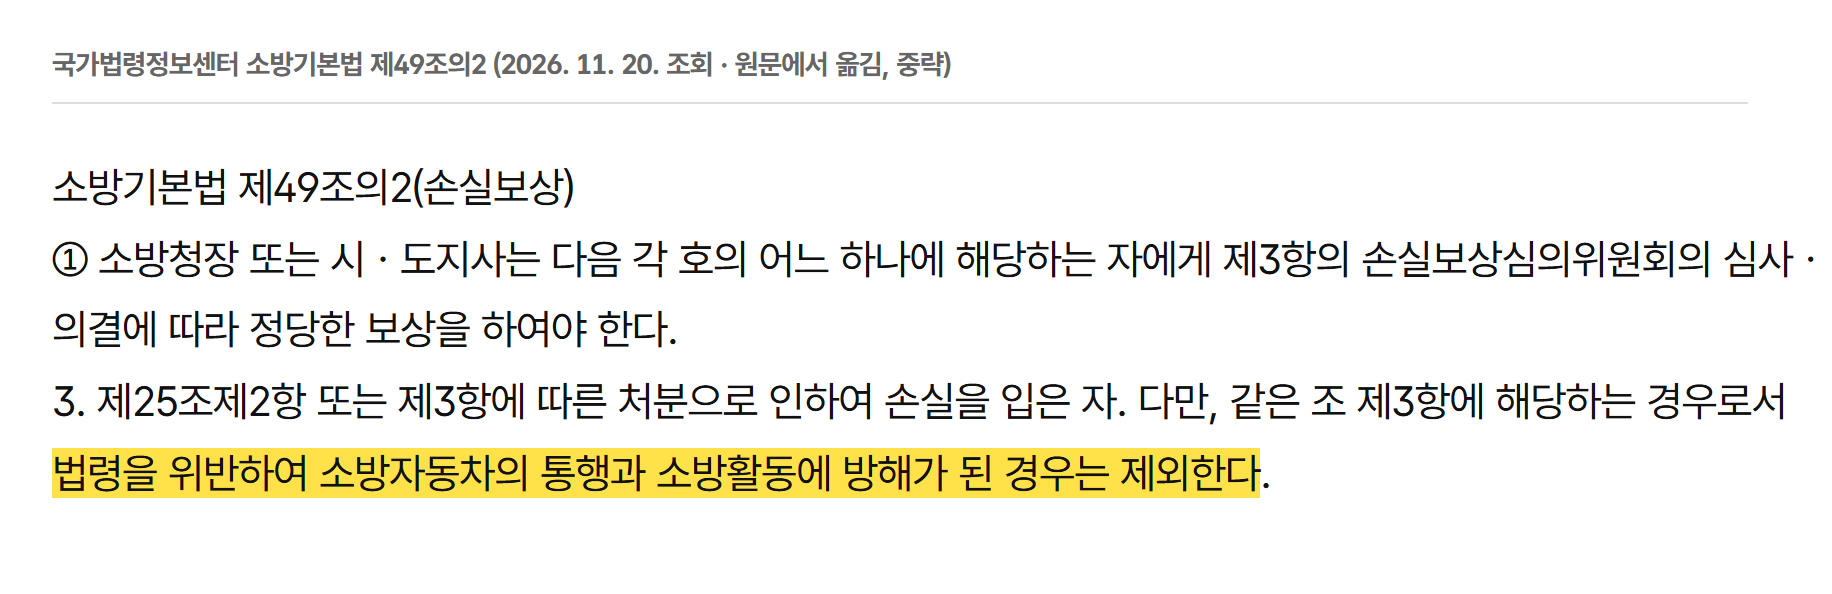 국가법령정보센터 소방기본법 제49조의2 (2026. 11. 20. 조회 · 원문에서 옮김, 중략)
소방기본법 제49조의2(손실보상)
① 소방청장 또는 시 · 도지사는 다음 각 호의 어느 하나에 해당하는 자에게 제3항의 손실보상심의위원회의 심사 ·
의결에 따라 정당한 보상을 하여야 한다.
3. 제25조제2항 또는 제3항에 따른 처분으로 인하여 손실을 입은 자. 다만, 같은 조 제3항에 해당하는 경우로서
법령을 위반하여 소방자동차의 통행과 소방활동에 방해가 된 경우는 제외한다.